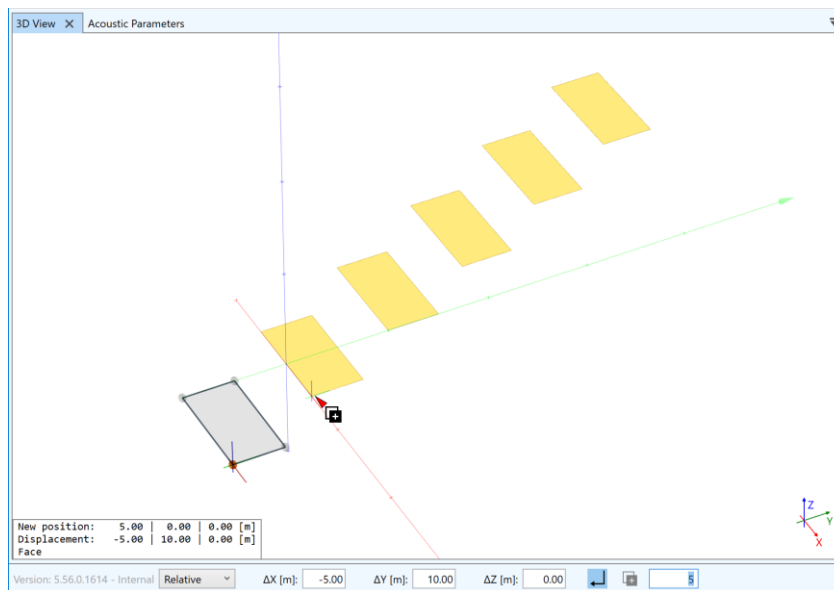 3D View
Acoustic Parameters
Z
Y
X
New position: 5.00 | 0.00 | 0.00 [m]
Displacement: -5.00 | 10.00 | 0.00 [m]
Face
Version: 5.56.0.1614 - Internal Relative ΔX [m]: -5.00 ΔY [m]: 10.00 ΔZ [m]: 0.00 5